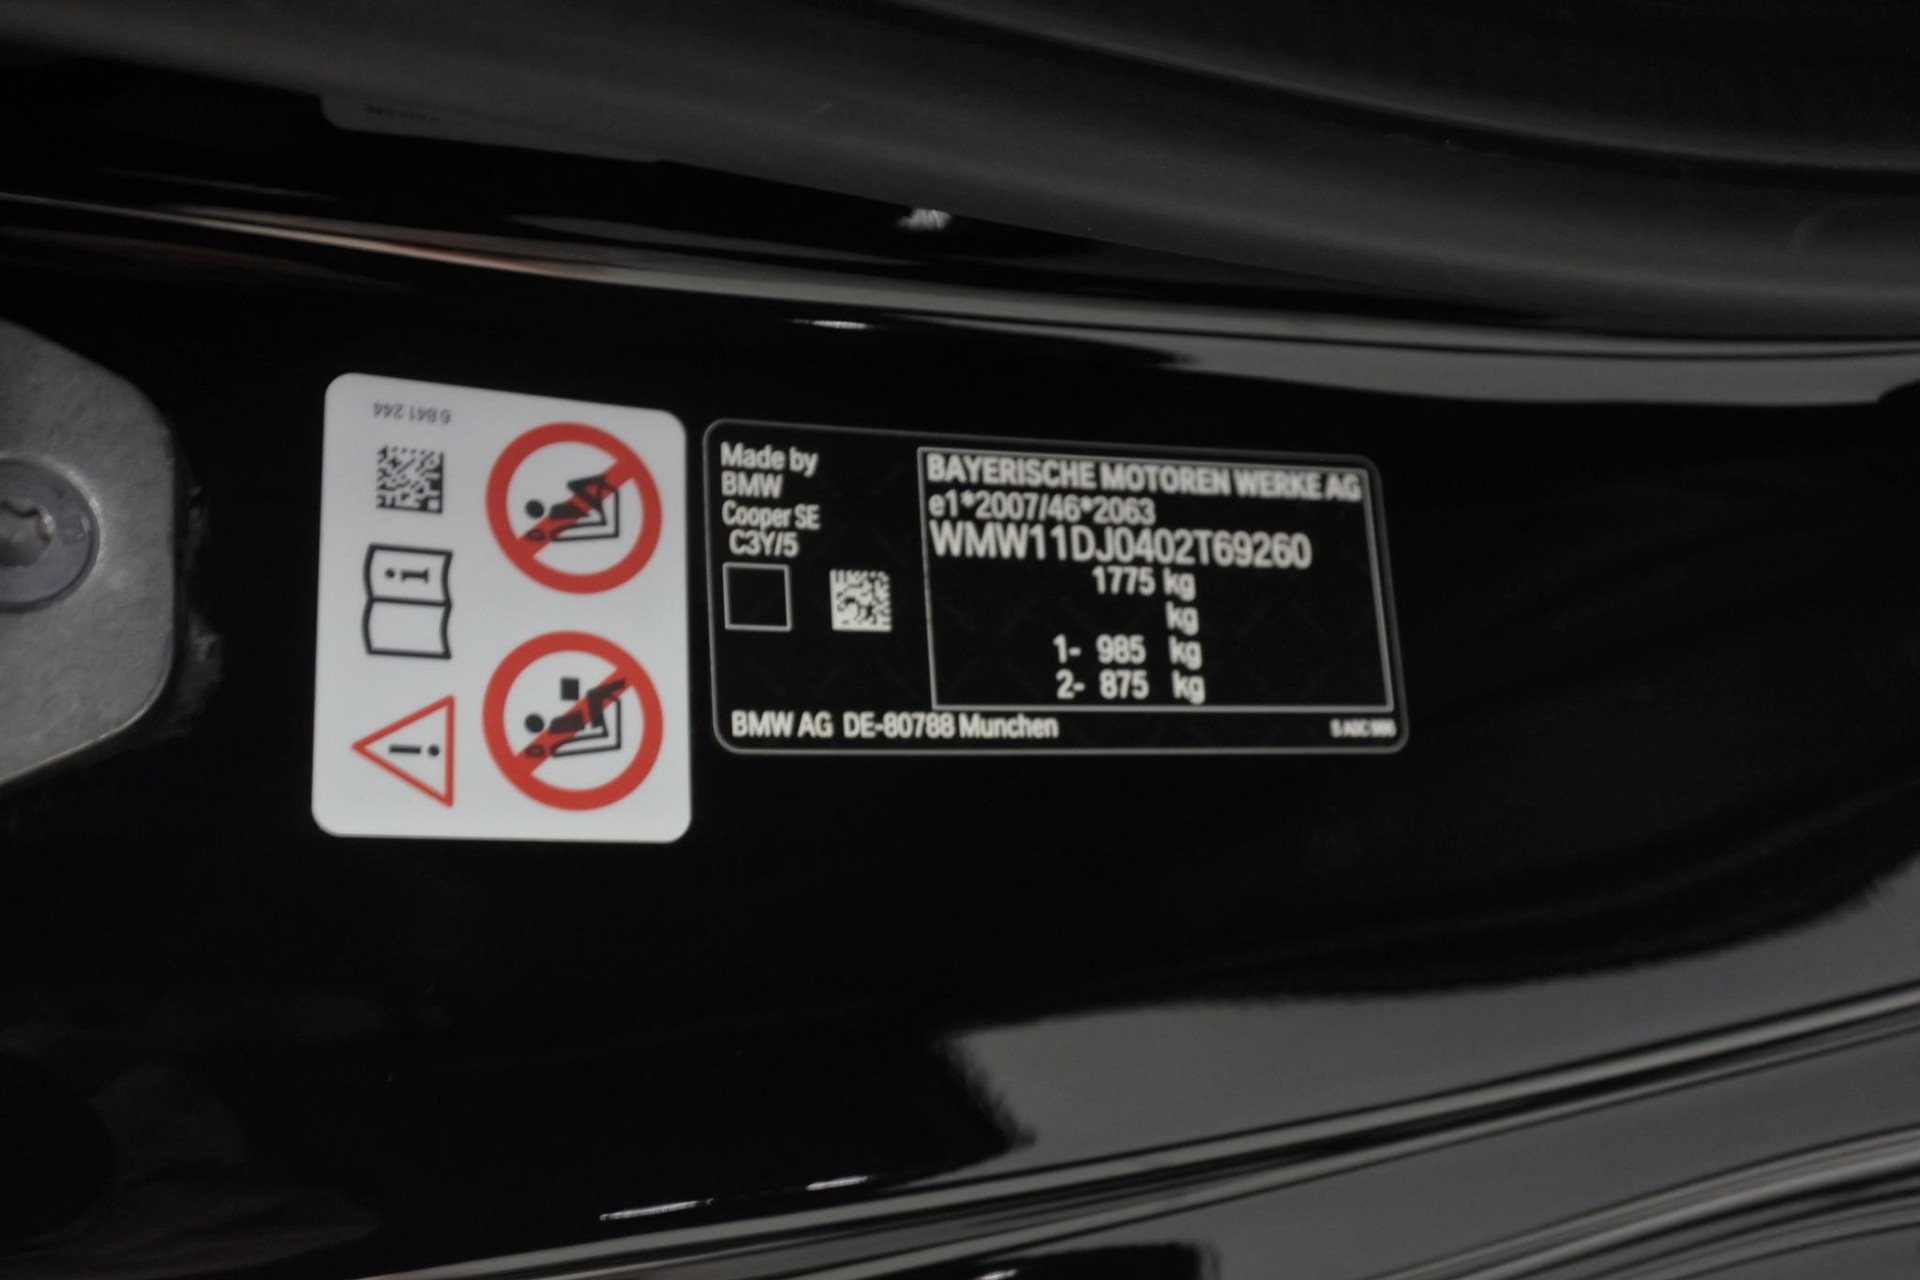 6 841 244
Made by
BMW
Cooper SE
C3Y/5
BAYERISCHE MOTOREN WERKE AG
e1*2007/46*2063
WMW11DJ0402T69260
1775 kg
kg
1- 985 kg
2- 875 kg
BMW AG DE-80788 Munchen